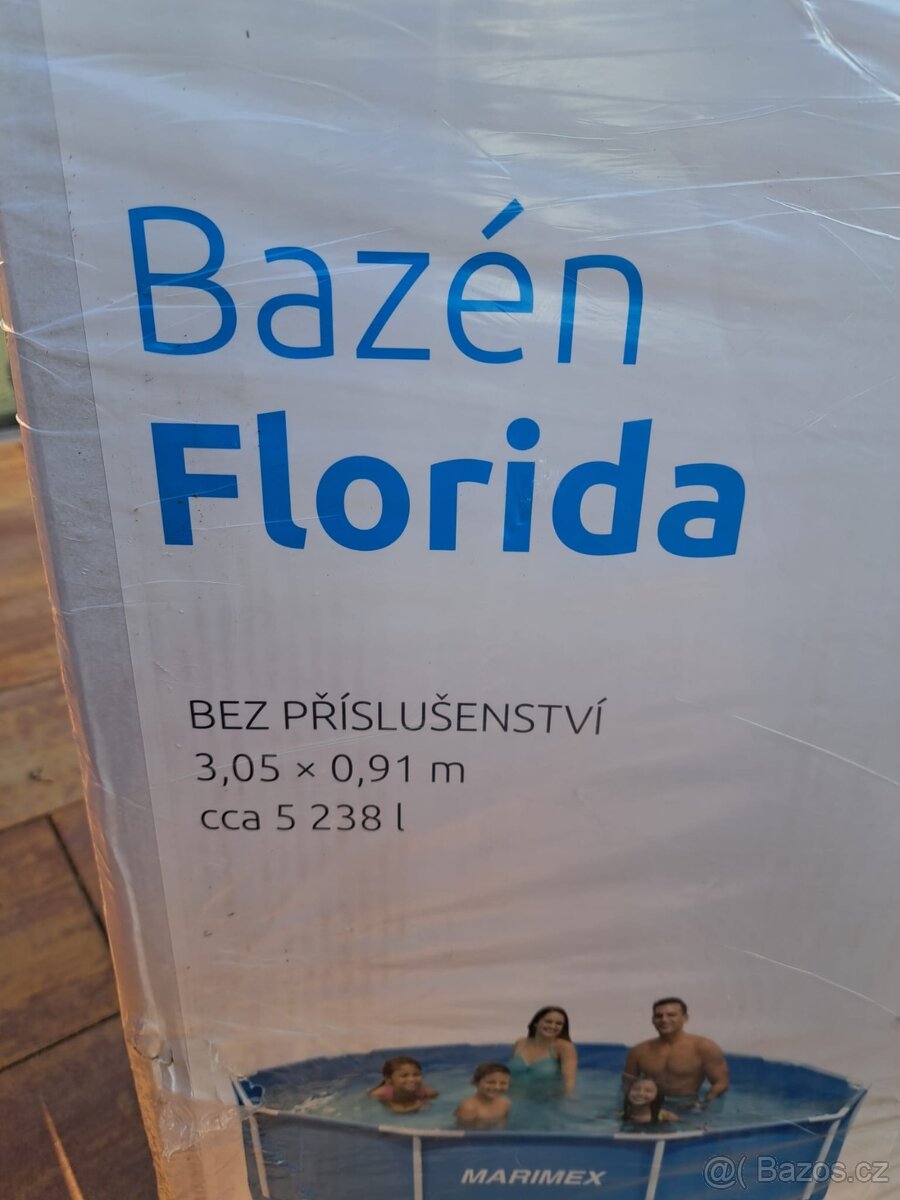 Bazén
Florida
BEZ PŘÍSLUŠENSTVÍ
3,05 × 0,91 m
cca 5 238 l
MARIMEX
@( Bazos.cz